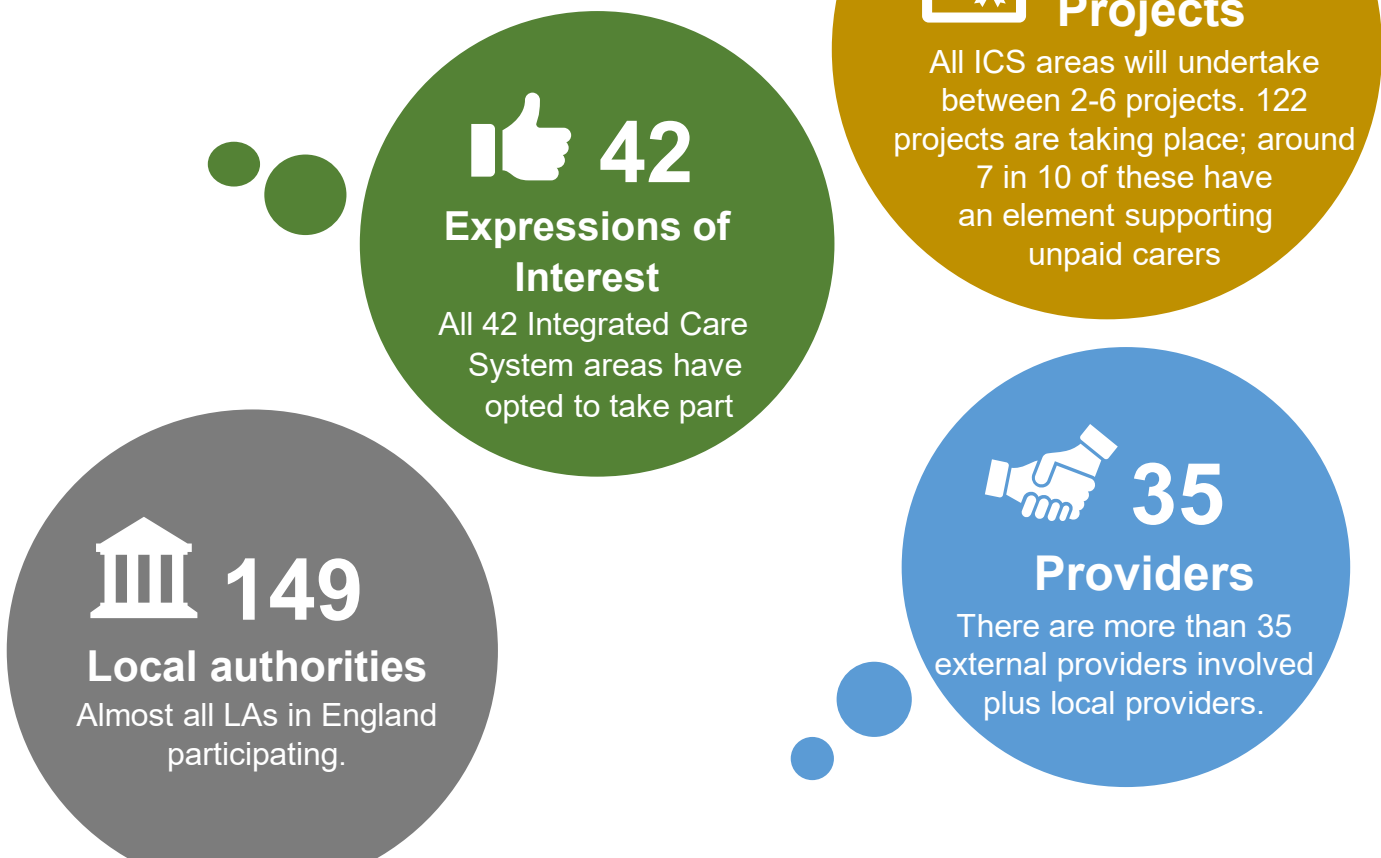 Projects
All ICS areas will undertake
between 2-6 projects. 122
projects are taking place; around
7 in 10 of these have
an element supporting
unpaid carers
42
Expressions of
Interest
All 42 Integrated Care
System areas have
opted to take part
35
Providers
There are more than 35
external providers involved
plus local providers.
149
Local authorities
Almost all LAs in England
participating.